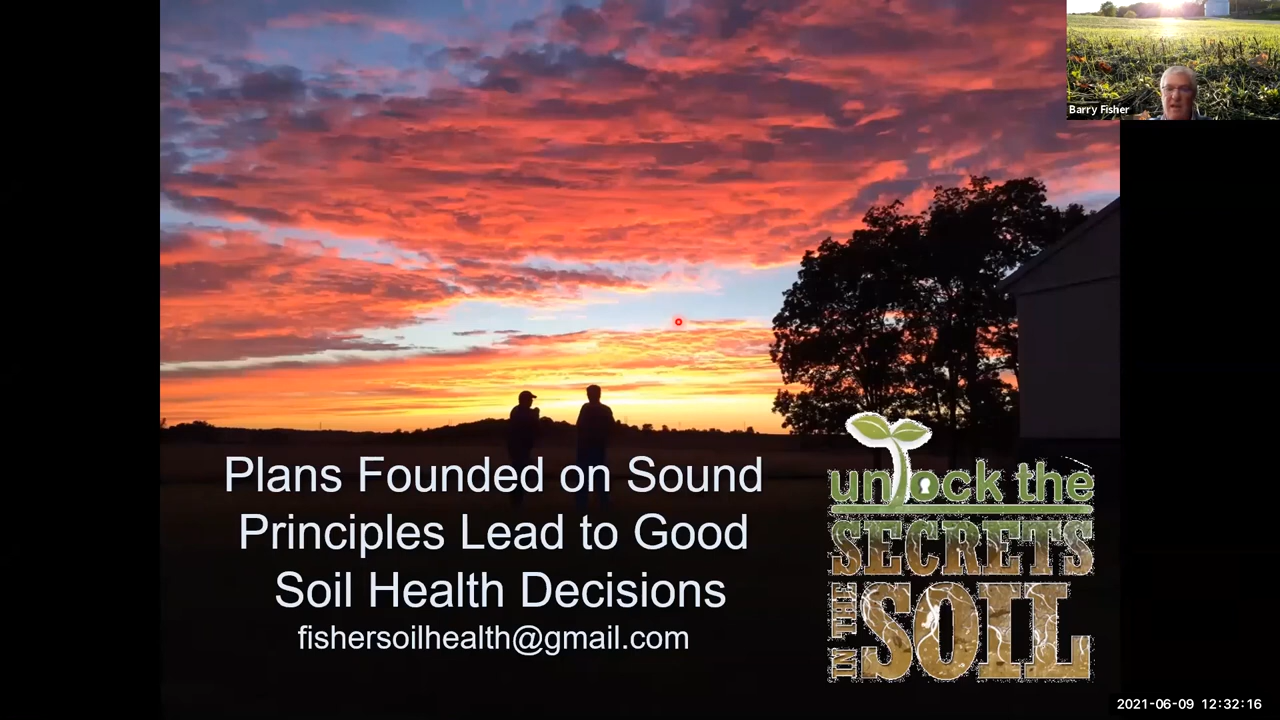 Barry Fisher
Plans Founded on Sound
Principles Lead to Good
Soil Health Decisions
fishersoilhealth@gmail.com
unlock the
SECRETS
IN THE
SOIL
2021-06-09 12:32:16